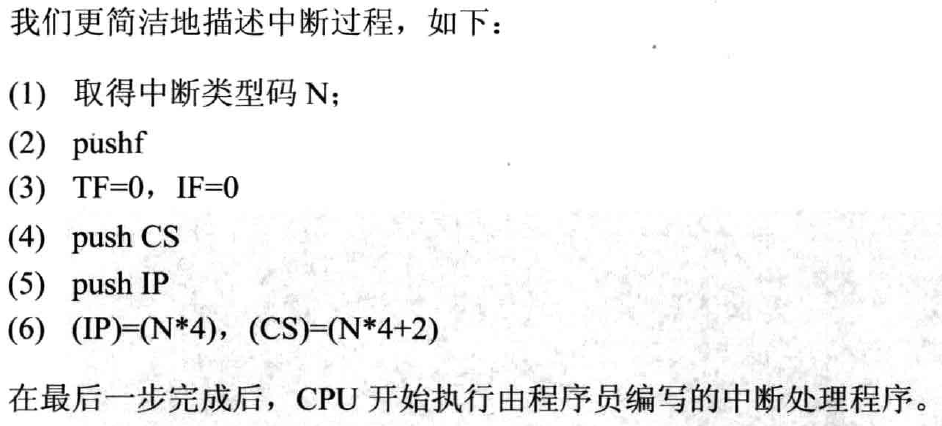 我们更简洁地描述中断过程，如下：
(1) 取得中断类型码 N；
(2) pushf
(3) TF=0，IF=0
(4) push CS
(5) push IP
(6) (IP)=(N*4)，(CS)=(N*4+2)
在最后一步完成后，CPU 开始执行由程序员编写的中断处理程序。